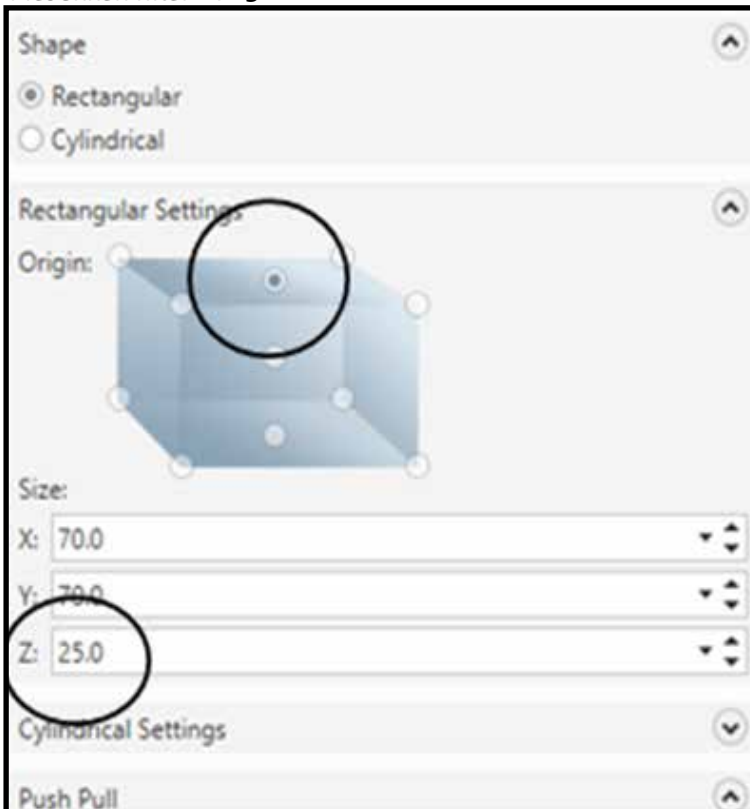 Shape
Rectangular
Cylindrical
Rectangular Settings
Origin:
Size:
X: 70.0
Y: 70.0
Z: 25.0
Cylindrical Settings
Push Pull